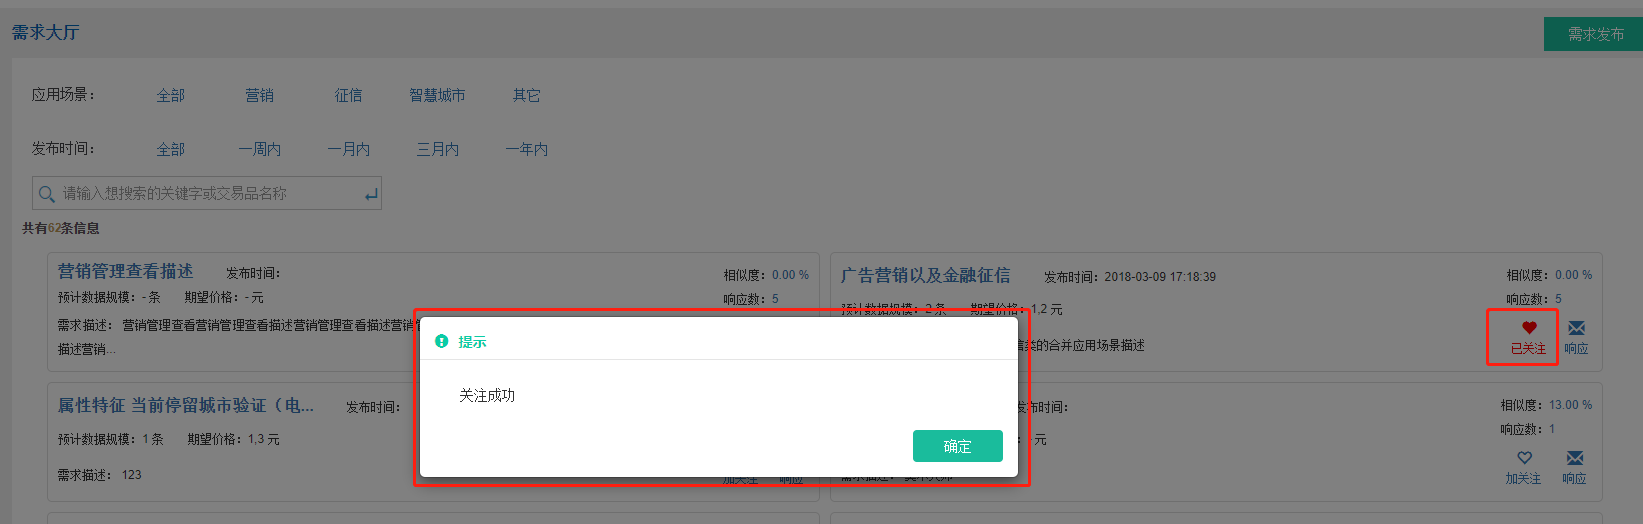 需求大厅
需求发布
应用场景： 全部 营销 征信 智慧城市 其它
发布时间： 全部 一周内 一月内 三月内 一年内
请输入想搜索的关键字或交易品名称
共有62条信息
营销管理查看描述 发布时间：
相似度：0.00 %
预计数据规模：- 条 期望价格：- 元
响应数：5
需求描述： 营销管理查看营销管理查看描述营销管理查看描述营销
描述营销...
广告营销以及金融征信 发布时间：2018-03-09 17:18:39
相似度：0.00 %
预计数据规模：2 条 期望价格：1,2 元
响应数：5
类的合并应用场景描述
已关注 响应
提示
关注成功
确定
属性特征 当前停留城市验证（电... 发布时间：
预计数据规模：1 条 期望价格：1,3 元
需求描述： 123
加关注 响应
发布时间：
相似度：13.00 %
- 元
响应数：1
需求描述：
加关注 响应